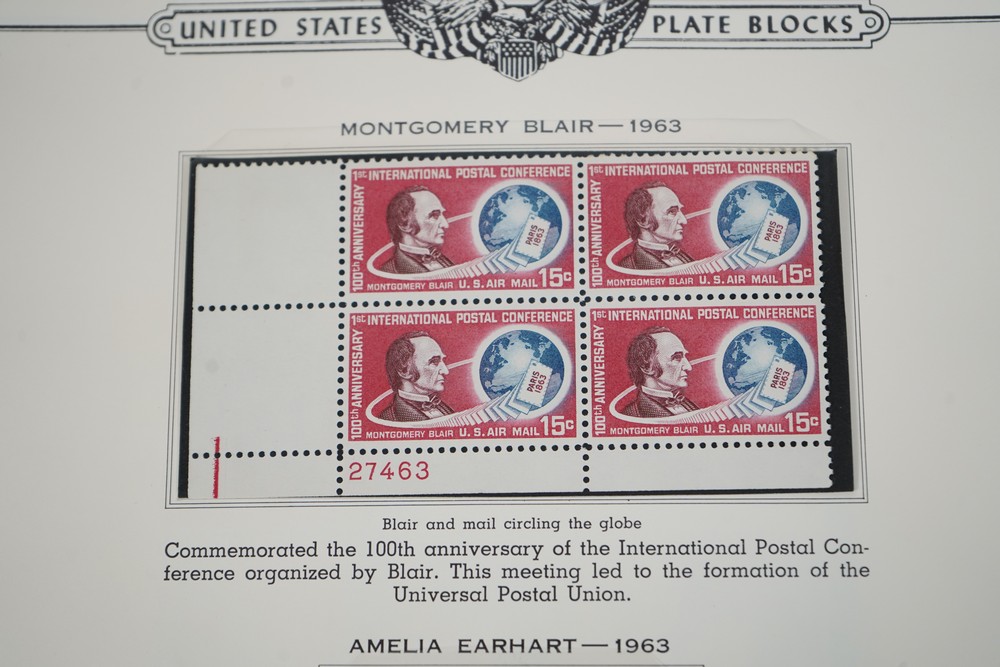 UNITED STATES PLATE BLOCKS
MONTGOMERY BLAIR—1963
1st INTERNATIONAL POSTAL CONFERENCE
100th ANNIVERSARY
PARIS
1863
MONTGOMERY BLAIR U.S. AIR MAIL 15c
1st INTERNATIONAL POSTAL CONFERENCE
100th ANNIVERSARY
PARIS
1863
MONTGOMERY BLAIR U.S. AIR MAIL 15c
1st INTERNATIONAL POSTAL CONFERENCE
100th ANNIVERSARY
PARIS
1863
MONTGOMERY BLAIR U.S. AIR MAIL 15c
1st INTERNATIONAL POSTAL CONFERENCE
100th ANNIVERSARY
PARIS
1863
MONTGOMERY BLAIR U.S. AIR MAIL 15c
27463
Blair and mail circling the globe
Commemorated the 100th anniversary of the International Postal Con-
ference organized by Blair. This meeting led to the formation of the
Universal Postal Union.
AMELIA EARHART—1963